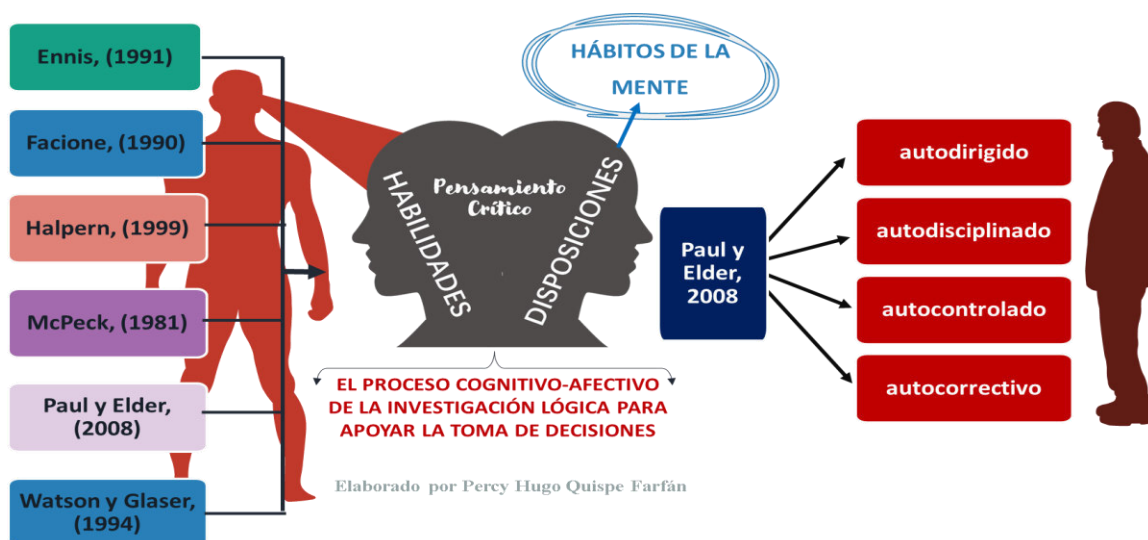 Ennis, (1991)
Facione, (1990)
Halpern, (1999)
McPeck, (1981)
Paul y Elder,
(2008)
Watson y Glaser,
(1994)
HÁBITOS DE LA
MENTE
Pensamiento
Crítico
HABILIDADES
DISPOSICIONES
EL PROCESO COGNITIVO-AFECTIVO
DE LA INVESTIGACIÓN LÓGICA PARA
APOYAR LA TOMA DE DECISIONES
Elaborado por Percy Hugo Quispe Farfán
Paul y
Elder,
2008
autodirigido
autodisciplinado
autocontrolado
autocorrectivo